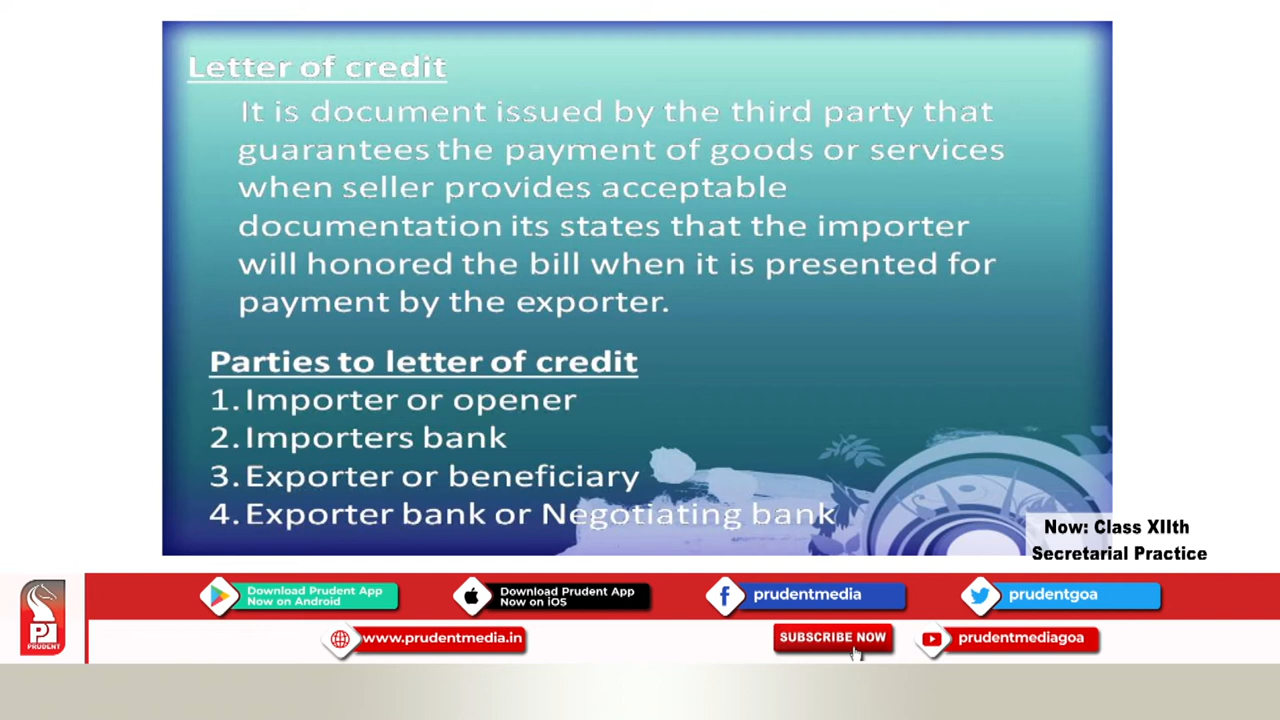 Letter of credit
It is document issued by the third party that
guarantees the payment of goods or services
when seller provides acceptable
documentation its states that the importer
will honored the bill when it is presented for
payment by the exporter.
Parties to letter of credit
1. Importer or opener
2. Importers bank
3. Exporter or beneficiary
4. Exporter bank or Negotiating bank
Now: Class XIIth
Secretarial Practice
Download Prudent App
Now on Android
Download Prudent App
Now on iOS
prudentmedia
prudentgoa
PRUDENT
www.prudentmedia.in
SUBSCRIBE NOW
prudentmediagoa